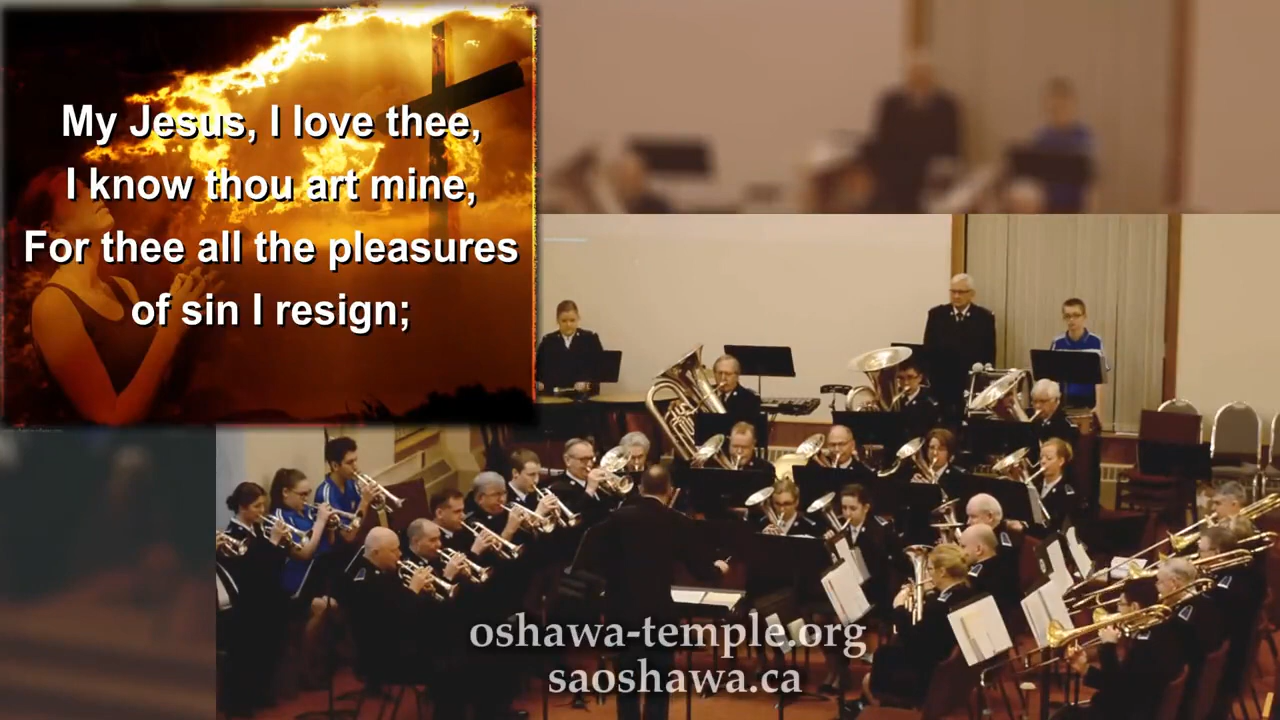 My Jesus, I love thee,
I know thou art mine,
For thee all the pleasures
of sin I resign;
oshawa-temple.org
saoshawa.ca